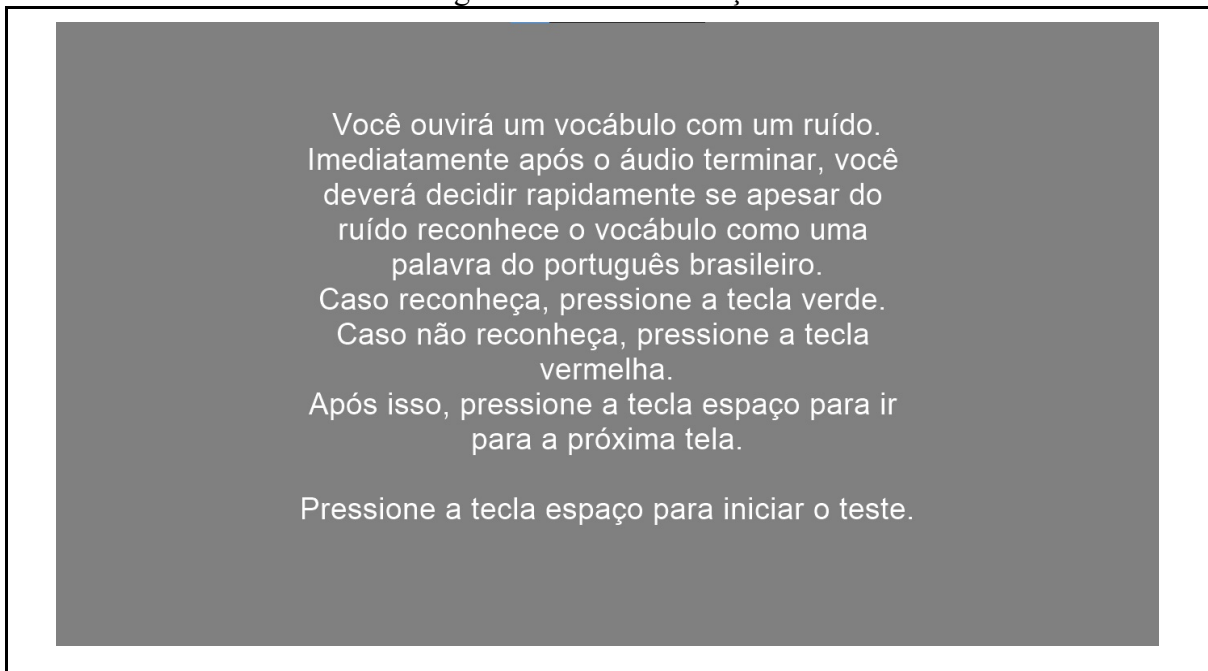 Você ouvirá um vocábulo com um ruído.
Imediatamente após o áudio terminar, você
deverá decidir rapidamente se apesar do
ruído reconhece o vocábulo como uma
palavra do português brasileiro.
Caso reconheça, pressione a tecla verde.
Caso não reconheça, pressione a tecla
vermelha.
Após isso, pressione a tecla espaço para ir
para a próxima tela.
Pressione a tecla espaço para iniciar o teste.